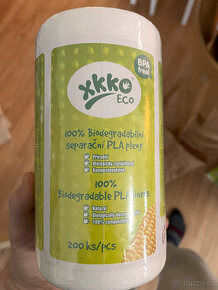 BPA
free!
xkko
Eco
100% Biodegradabilní
separační PLA pleny
Přírodní
Biologicky rozložitelné
Kompostovatelné
100%
Biodegradable PLA liners
Natural
Biologically decomposable
100% compostable
200 ks/pcs
Bazos.cz